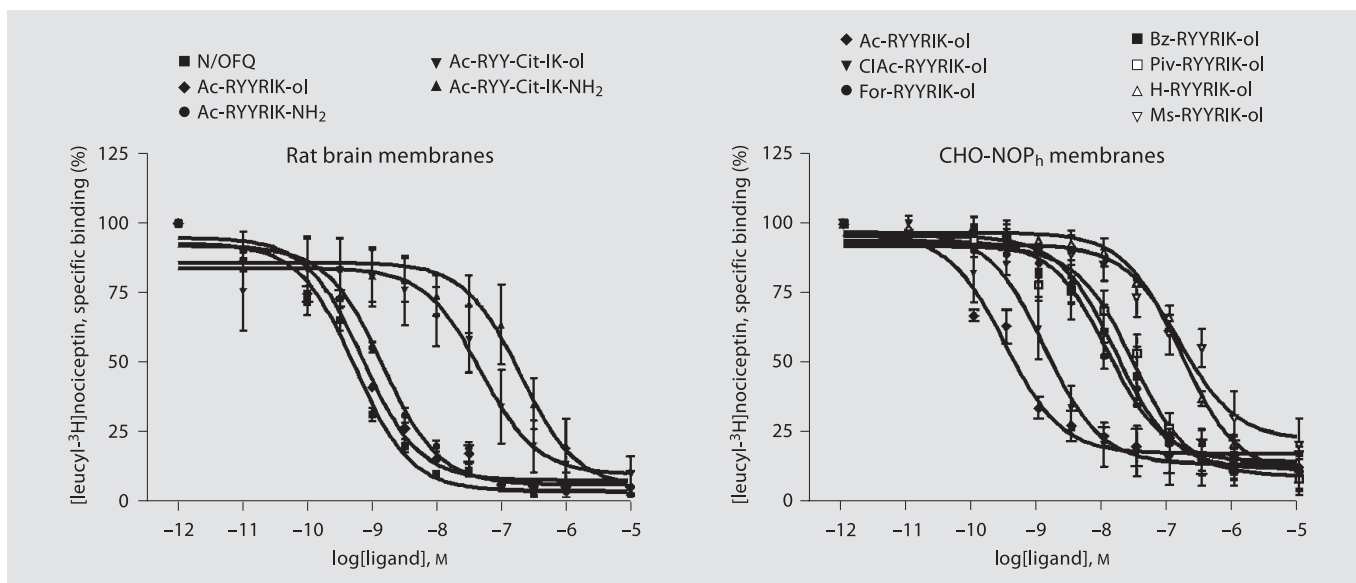 N/OFQ
Ac-RYYRIK-ol
Ac-RYYRIK-NH₂
Ac-RYY-Cit-IK-ol
Ac-RYY-Cit-IK-NH₂
Rat brain membranes
[leucyl-³H]nociceptin, specific binding (%)
125
100
75
50
25
0
–12
–11
–10
–9
–8
–7
–6
–5
log[ligand], M
Ac-RYYRIK-ol
ClAc-RYYRIK-ol
For-RYYRIK-ol
Bz-RYYRIK-ol
Piv-RYYRIK-ol
H-RYYRIK-ol
Ms-RYYRIK-ol
CHO-NOPₕ membranes
[leucyl-³H]nociceptin, specific binding (%)
125
100
75
50
25
0
–12
–11
–10
–9
–8
–7
–6
–5
log[ligand], M